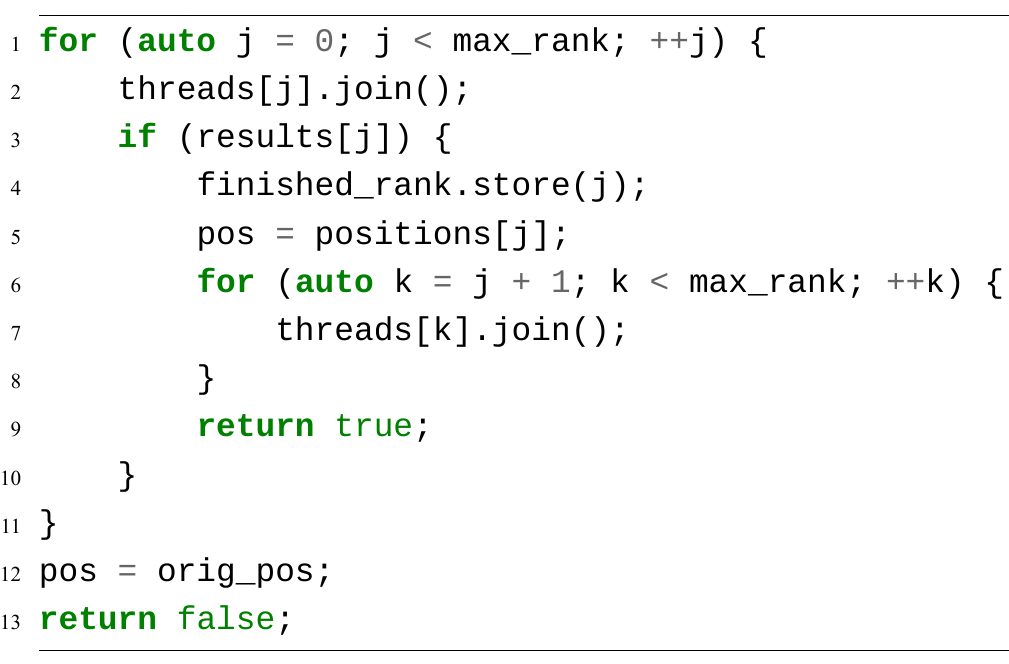 1 for (auto j = 0; j < max_rank; ++j) {
2     threads[j].join();
3     if (results[j]) {
4         finished_rank.store(j);
5         pos = positions[j];
6         for (auto k = j + 1; k < max_rank; ++k) {
7             threads[k].join();
8         }
9         return true;
10     }
11 }
12 pos = orig_pos;
13 return false;